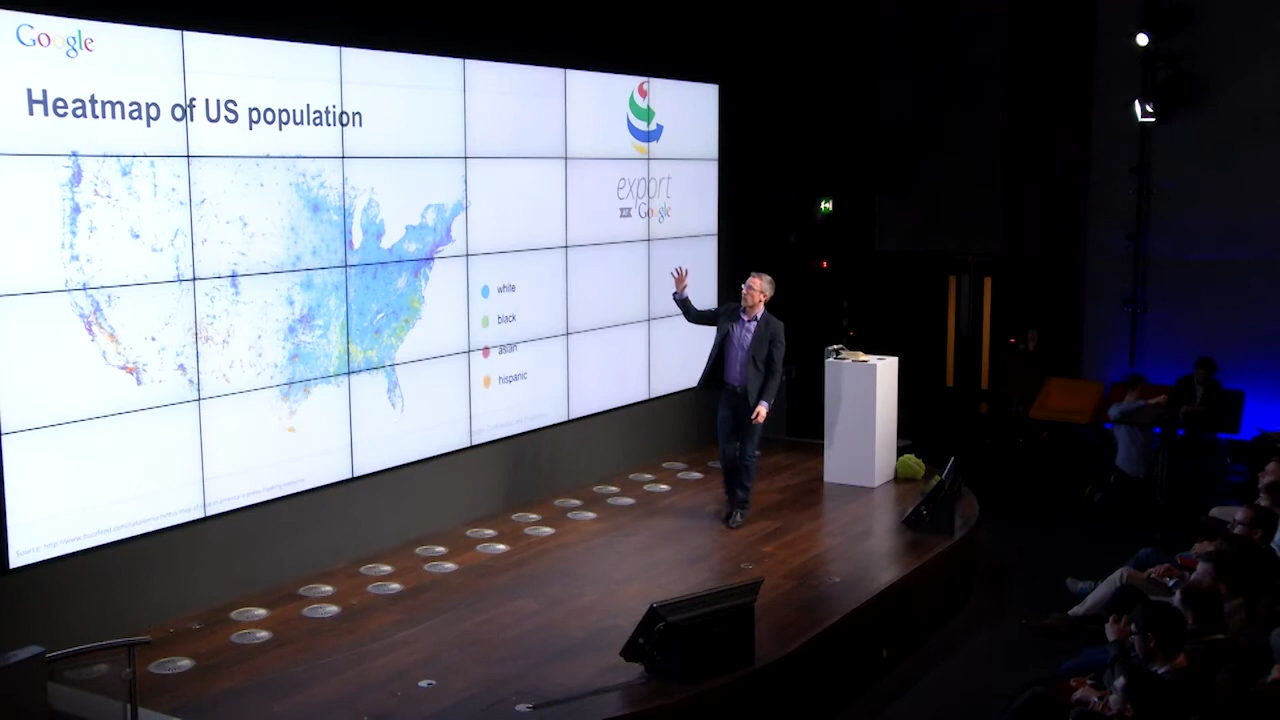 Google
Heatmap of US population
export
Google
white
black
asian
hispanic